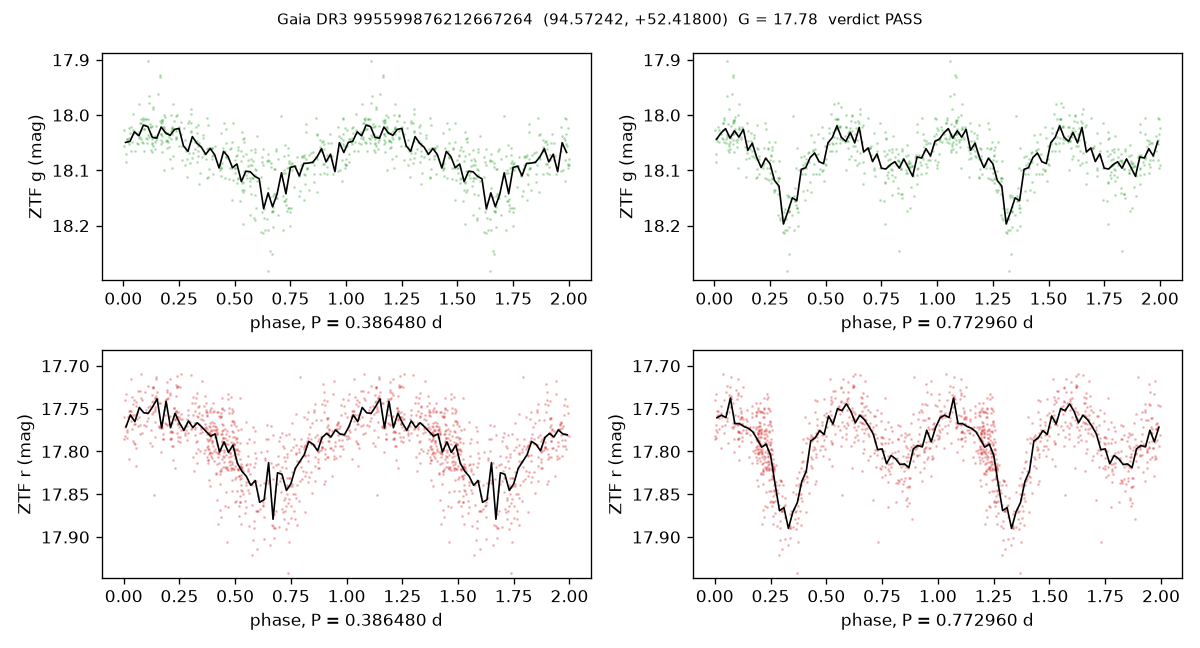 Gaia DR3 995599876212667264 (94.57242, +52.41800) G = 17.78 verdict PASS
17.9
18.0
18.1
18.2
ZTF g (mag)
0.00 0.25 0.50 0.75 1.00 1.25 1.50 1.75 2.00
phase, P = 0.386480 d
17.9
18.0
18.1
18.2
ZTF g (mag)
0.00 0.25 0.50 0.75 1.00 1.25 1.50 1.75 2.00
phase, P = 0.772960 d
17.70
17.75
17.80
17.85
17.90
ZTF r (mag)
0.00 0.25 0.50 0.75 1.00 1.25 1.50 1.75 2.00
phase, P = 0.386480 d
17.70
17.75
17.80
17.85
17.90
ZTF r (mag)
0.00 0.25 0.50 0.75 1.00 1.25 1.50 1.75 2.00
phase, P = 0.772960 d